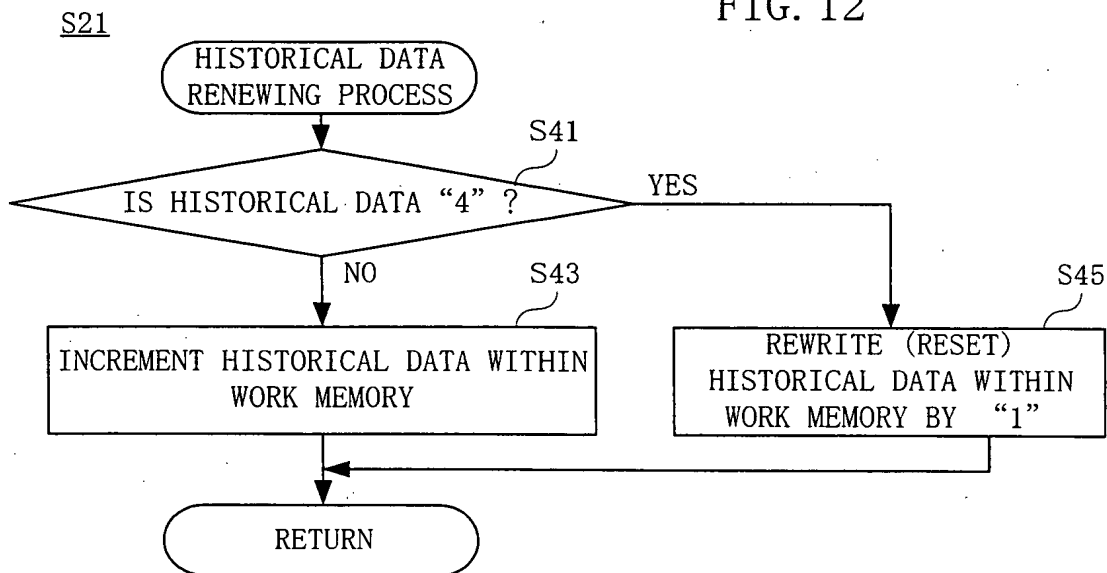 FIG. 12
S21
HISTORICAL DATA
RENEWING PROCESS
S41
IS HISTORICAL DATA “4” ?
YES
NO
S43
INCREMENT HISTORICAL DATA WITHIN
WORK MEMORY
S45
REWRITE (RESET)
HISTORICAL DATA WITHIN
WORK MEMORY BY “1”
RETURN